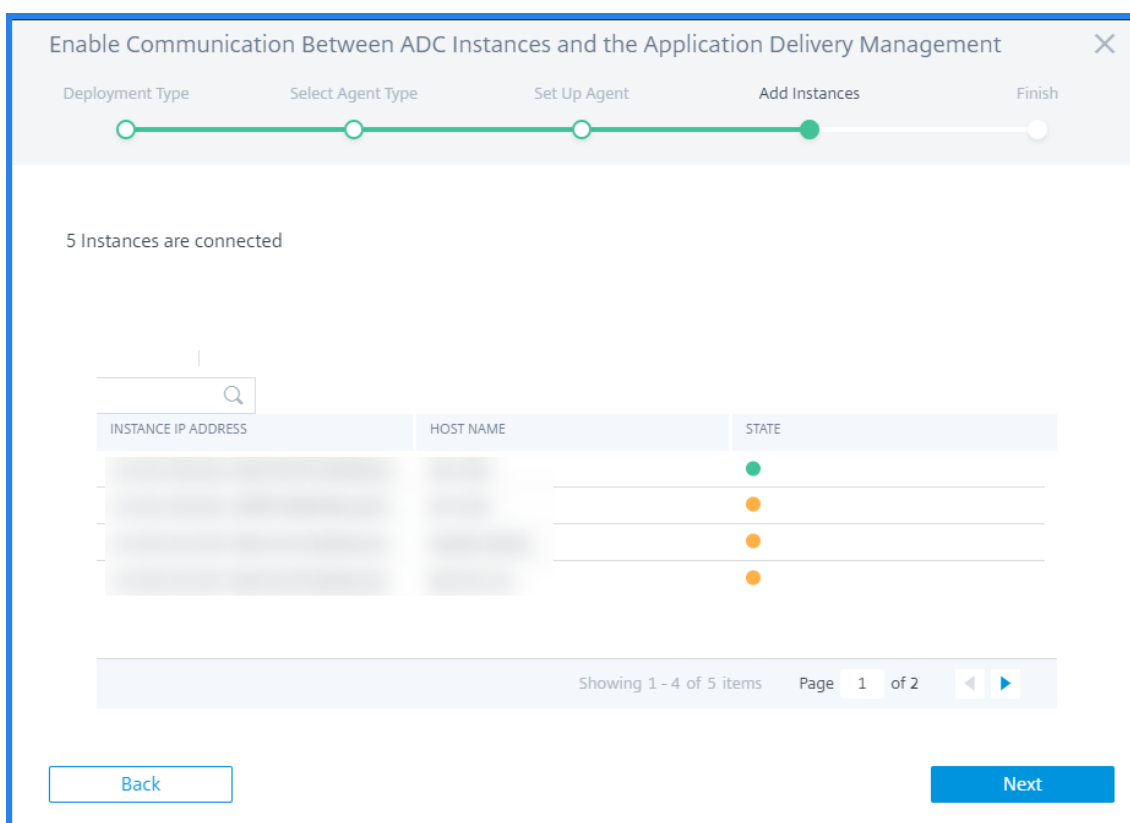 Enable Communication Between ADC Instances and the Application Delivery Management
Deployment Type Select Agent Type Set Up Agent Add Instances Finish
5 Instances are connected
INSTANCE IP ADDRESS HOST NAME STATE
Showing 1 - 4 of 5 items Page 1 of 2
Back Next